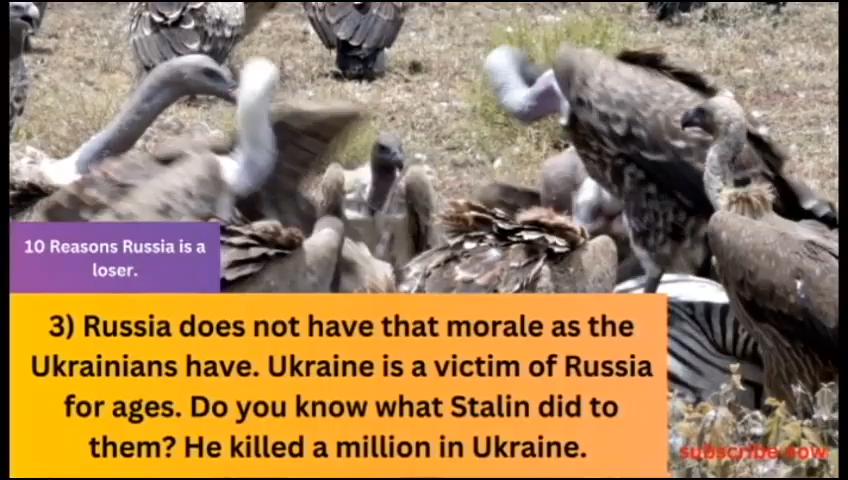 10 Reasons Russia is a
loser.
3) Russia does not have that morale as the
Ukrainians have. Ukraine is a victim of Russia
for ages. Do you know what Stalin did to
them? He killed a million in Ukraine.
subscribe now